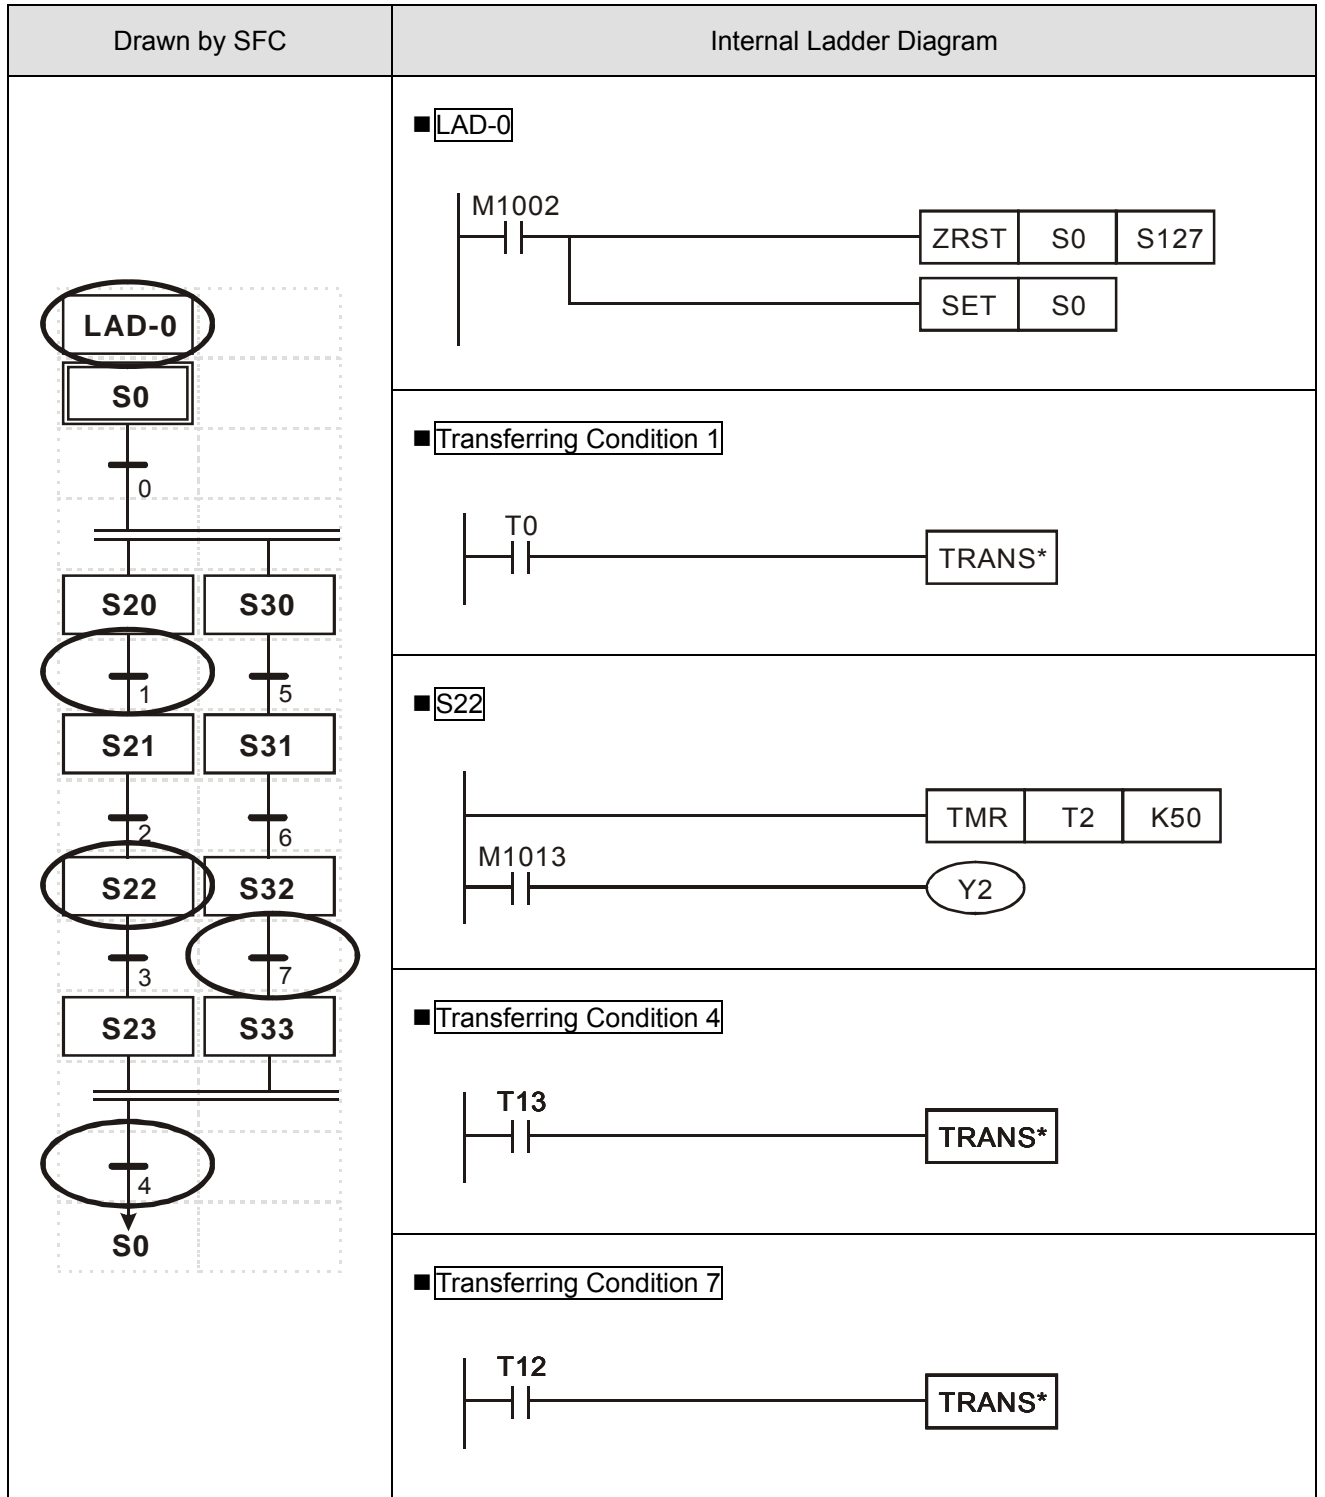 Drawn by SFC
Internal Ladder Diagram
LAD-0
S0
0
S20 S30
1 5
S21 S31
2 6
S22 S32
3 7
S23 S33
4
S0
■ LAD-0
M1002
ZRST S0 S127
SET S0
■ Transferring Condition 1
T0
TRANS*
■ S22
TMR T2 K50
M1013
Y2
■ Transferring Condition 4
T13
TRANS*
■ Transferring Condition 7
T12
TRANS*